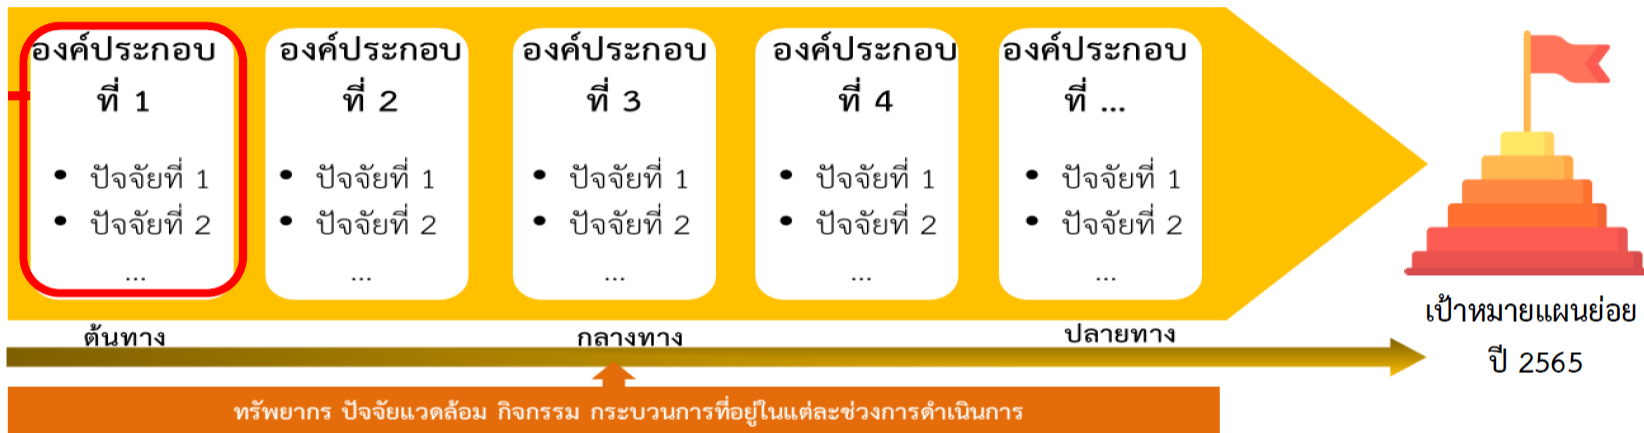 องค์ประกอบ
ที่ 1
• ปัจจัยที่ 1
• ปัจจัยที่ 2
...
องค์ประกอบ
ที่ 2
• ปัจจัยที่ 1
• ปัจจัยที่ 2
...
องค์ประกอบ
ที่ 3
• ปัจจัยที่ 1
• ปัจจัยที่ 2
...
องค์ประกอบ
ที่ 4
• ปัจจัยที่ 1
• ปัจจัยที่ 2
...
องค์ประกอบ
ที่ ...
• ปัจจัยที่ 1
• ปัจจัยที่ 2
...
เป้าหมายแผนย่อย
ปี 2565
ต้นทาง
กลางทาง
ปลายทาง
ทรัพยากร ปัจจัยแวดล้อม กิจกรรม กระบวนการที่อยู่ในแต่ละช่วงการดำเนินการ